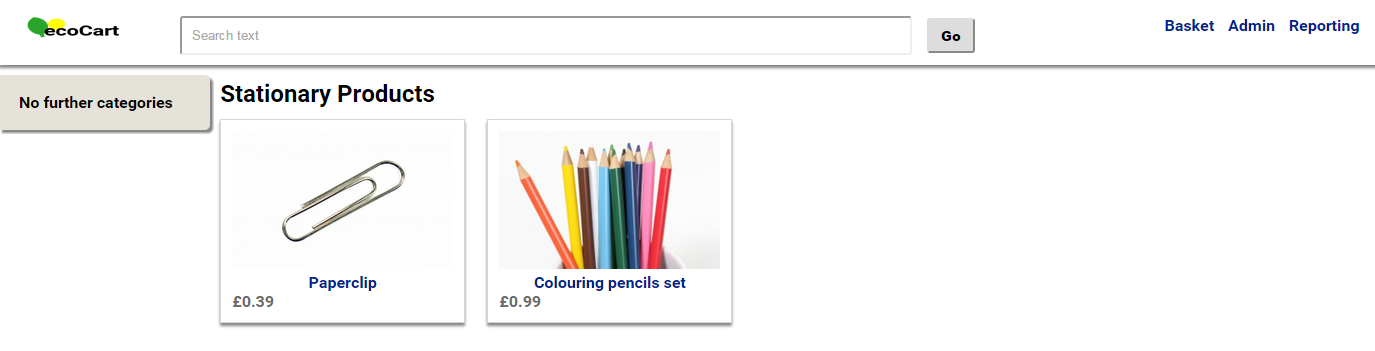 ecoCart
Search text
Go
Basket Admin Reporting
No further categories
Stationary Products
Paperclip
£0.39
Colouring pencils set
£0.99